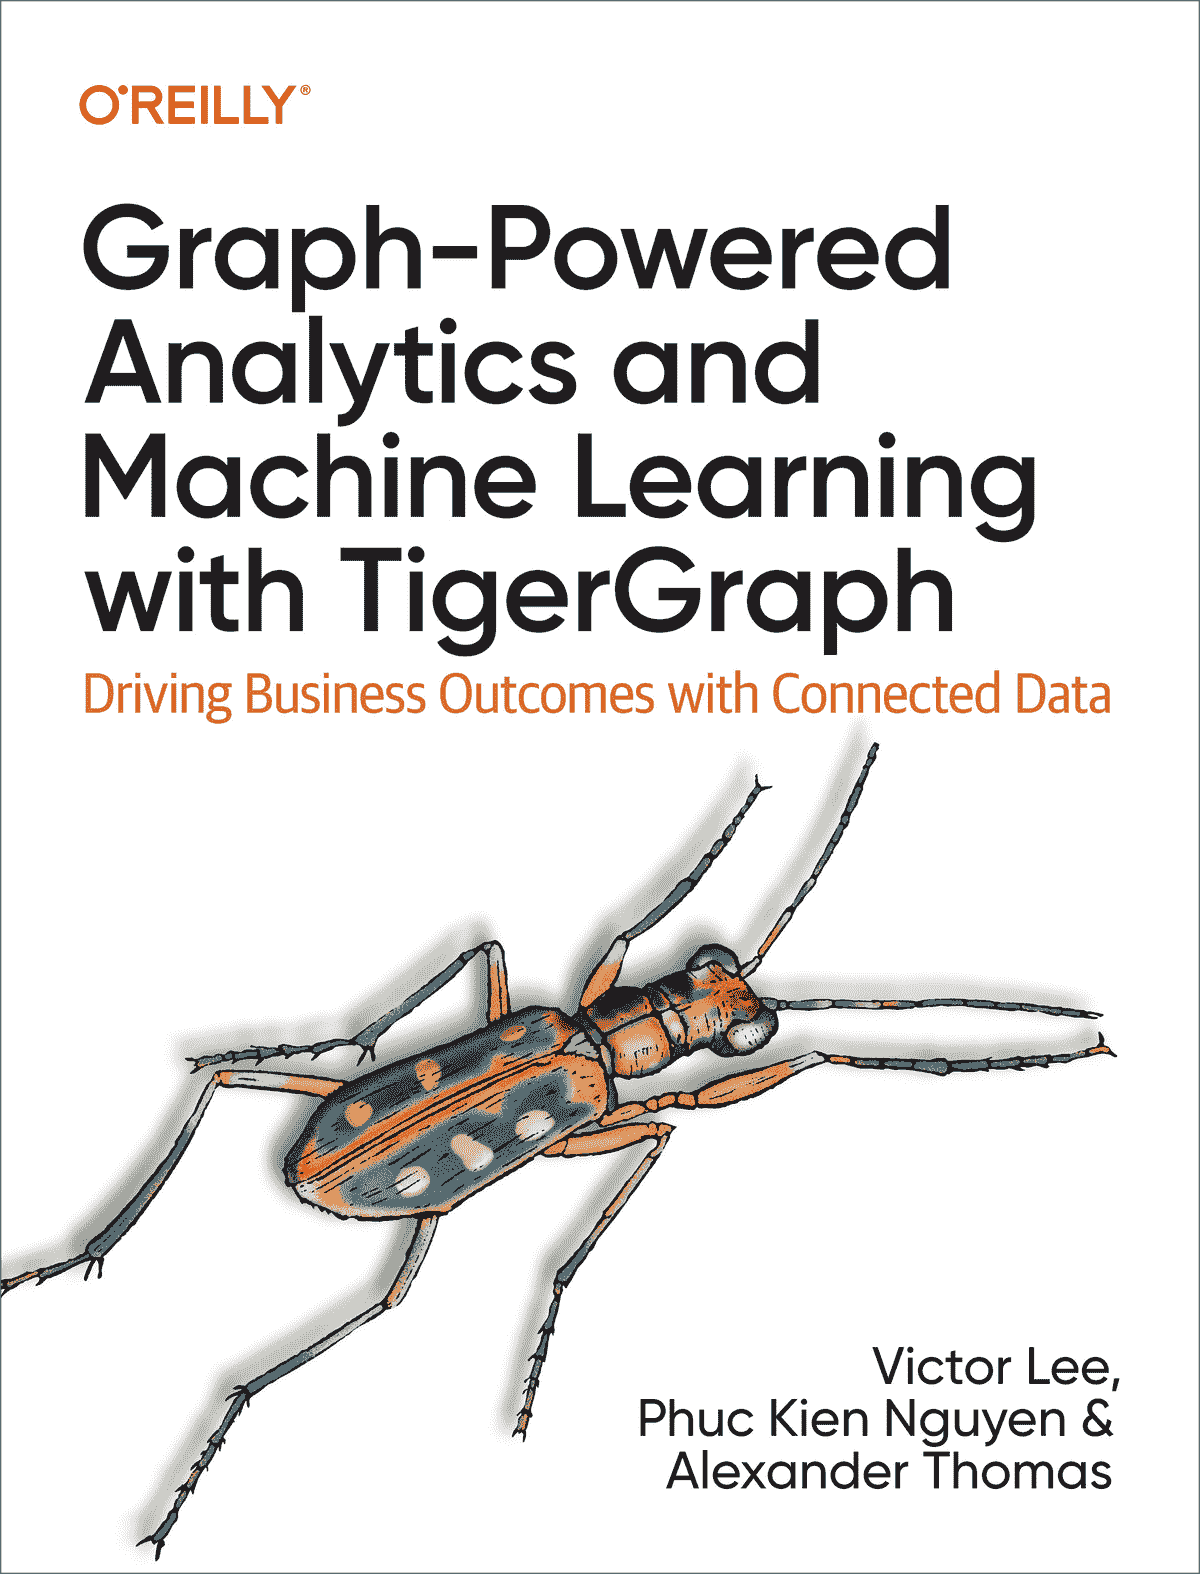 O'REILLY®
Graph-Powered
Analytics and
Machine Learning
with TigerGraph
Driving Business Outcomes with Connected Data
Victor Lee,
Phuc Kien Nguyen &
Alexander Thomas